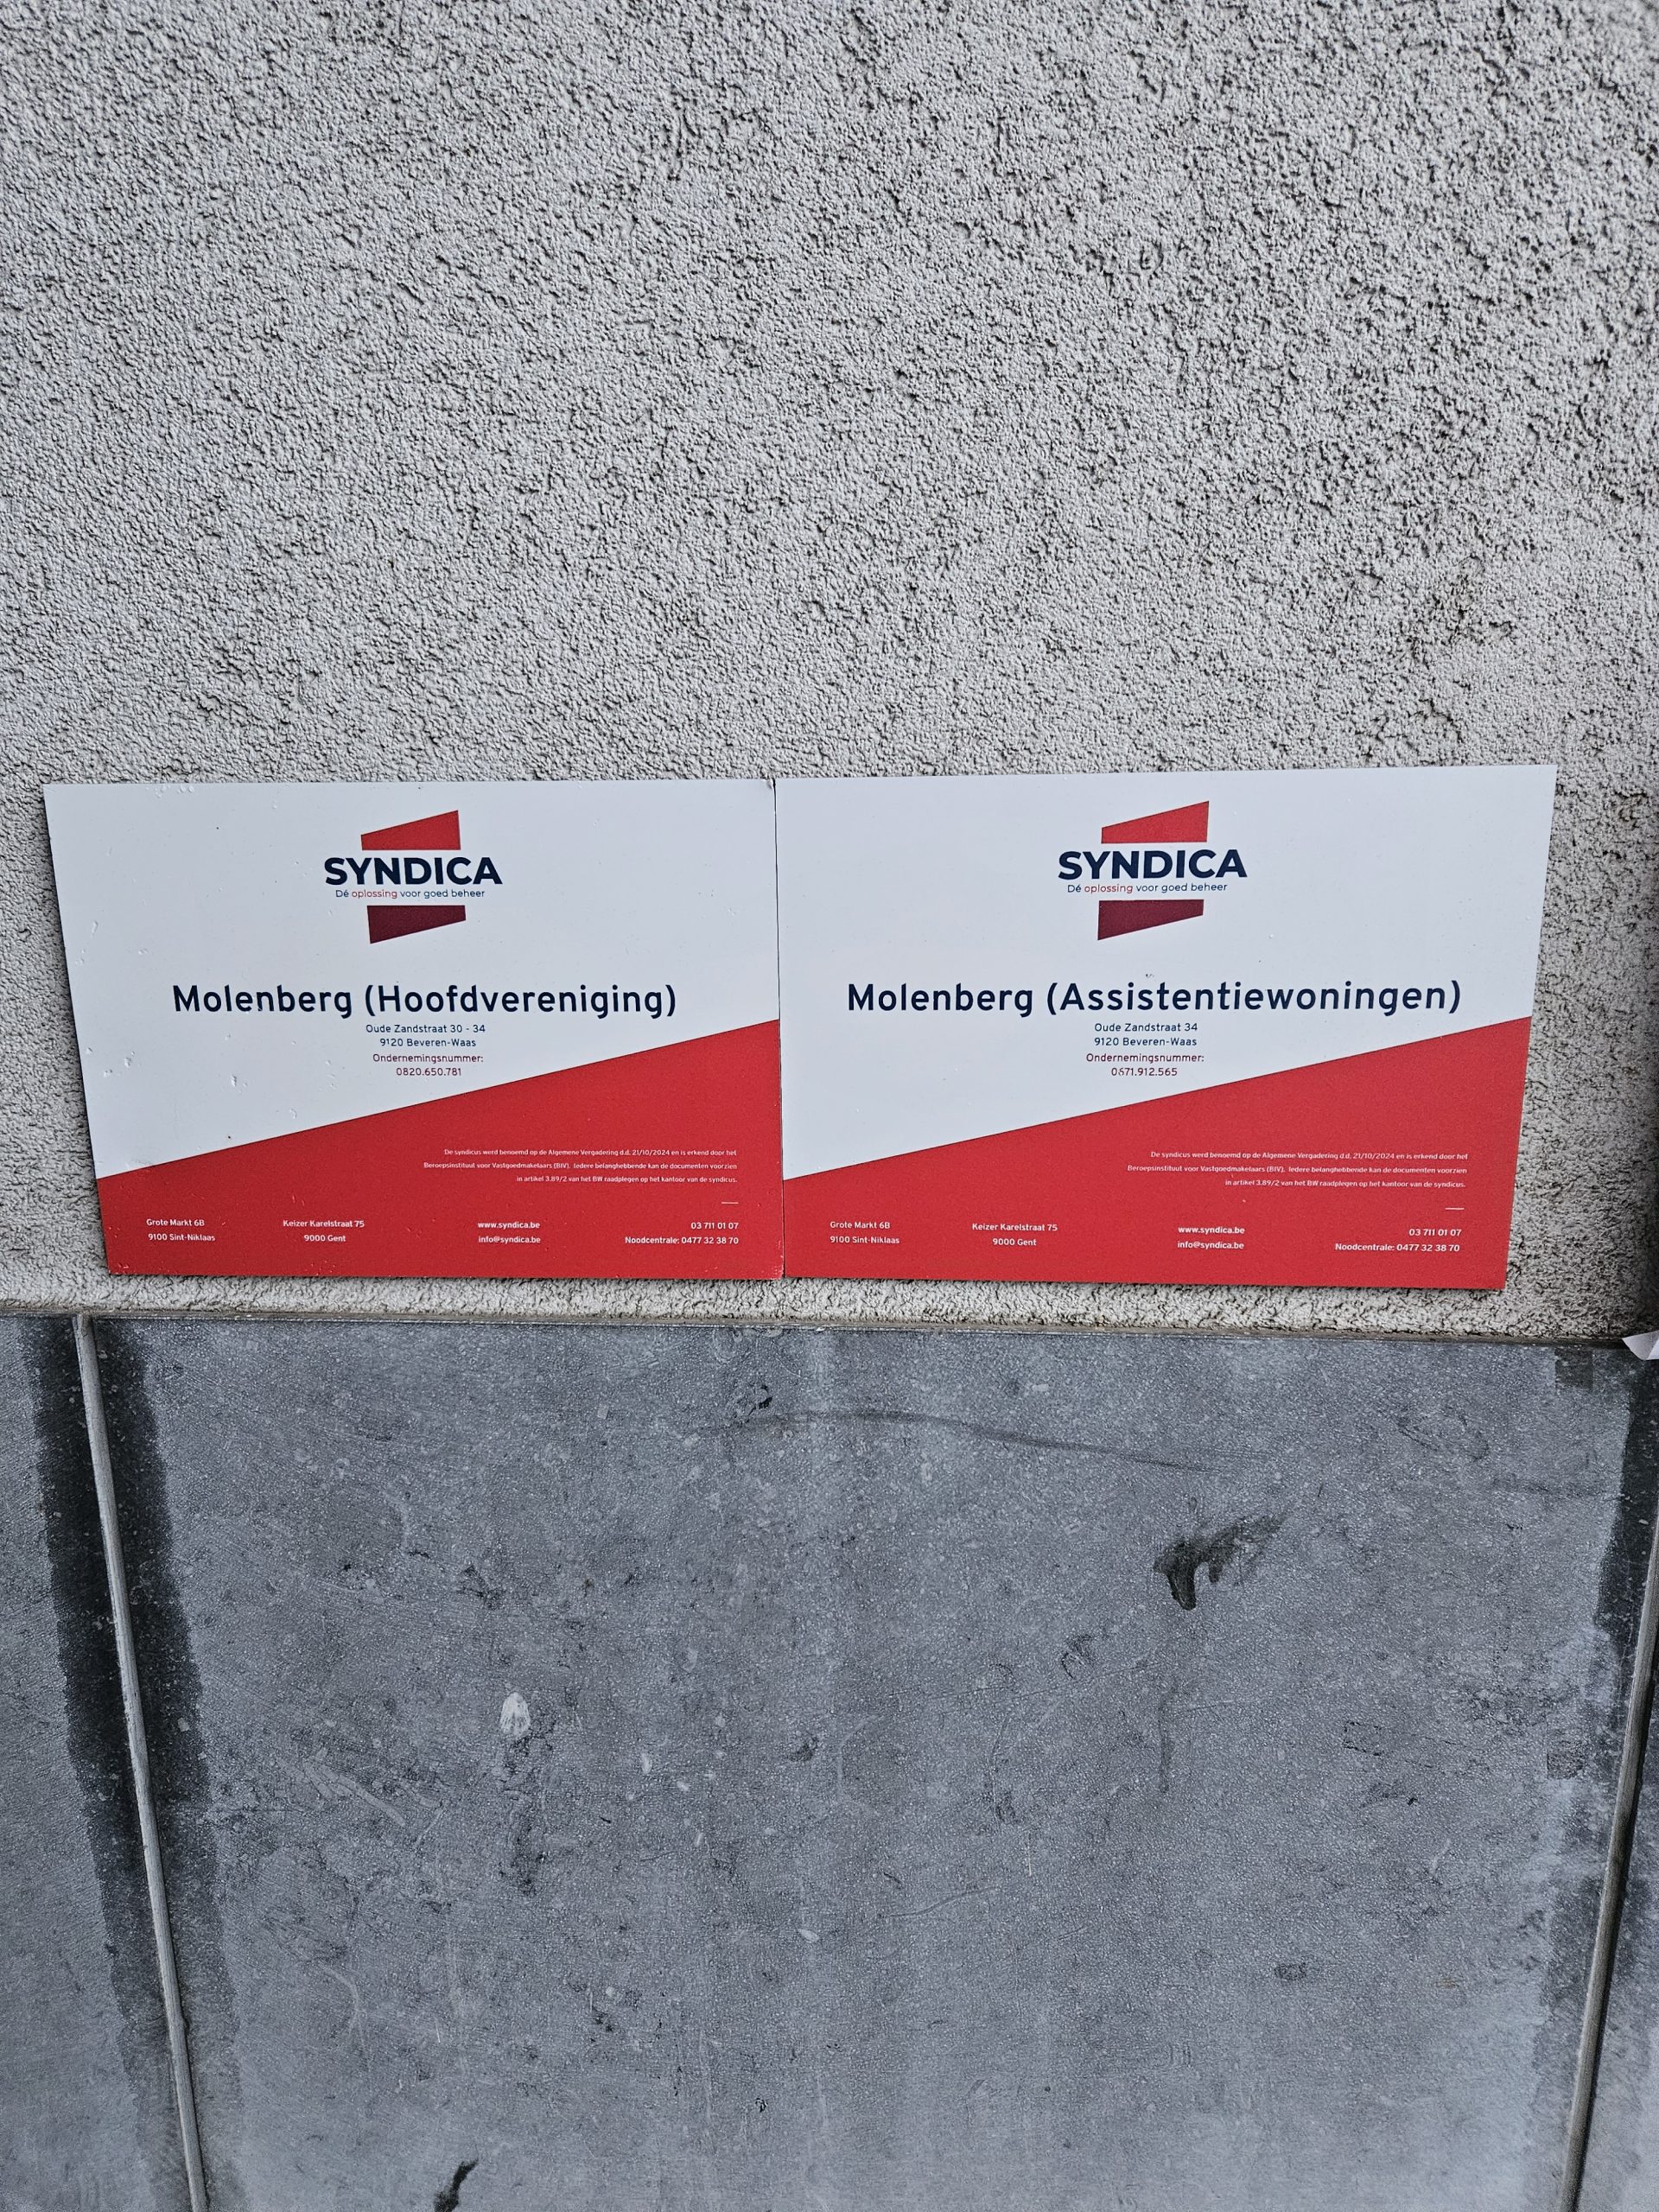 SYNDICA
Dé oplossing voor goed beheer
Molenberg (Hoofdvereniging)
Oude Zandstraat 30 - 34
9120 Beveren-Waas
Ondernemingsnummer:
0820.650.781
De syndicus werd benoemd op de Algemene Vergadering d.d. 21/10/2024 en is erkend door het
Beroepsinstituut voor Vastgoedmakelaars (BIV). Iedere belanghebbende kan de documenten voorzien
in artikel 3.89/2 van het BW raadplegen op het kantoor van de syndicus.
Grote Markt 6B
9100 Sint-Niklaas
Keizer Karelstraat 75
9000 Gent
www.syndica.be
info@syndica.be
03 711 01 07
Noodcentrale: 0477 32 38 70
SYNDICA
Dé oplossing voor goed beheer
Molenberg (Assistentiewoningen)
Oude Zandstraat 34
9120 Beveren-Waas
Ondernemingsnummer:
0671.912.565
De syndicus werd benoemd op de Algemene Vergadering d.d. 21/10/2024 en is erkend door het
Beroepsinstituut voor Vastgoedmakelaars (BIV). Iedere belanghebbende kan de documenten voorzien
in artikel 3.89/2 van het BW raadplegen op het kantoor van de syndicus.
Grote Markt 6B
9100 Sint-Niklaas
Keizer Karelstraat 75
9000 Gent
www.syndica.be
info@syndica.be
03 711 01 07
Noodcentrale: 0477 32 38 70